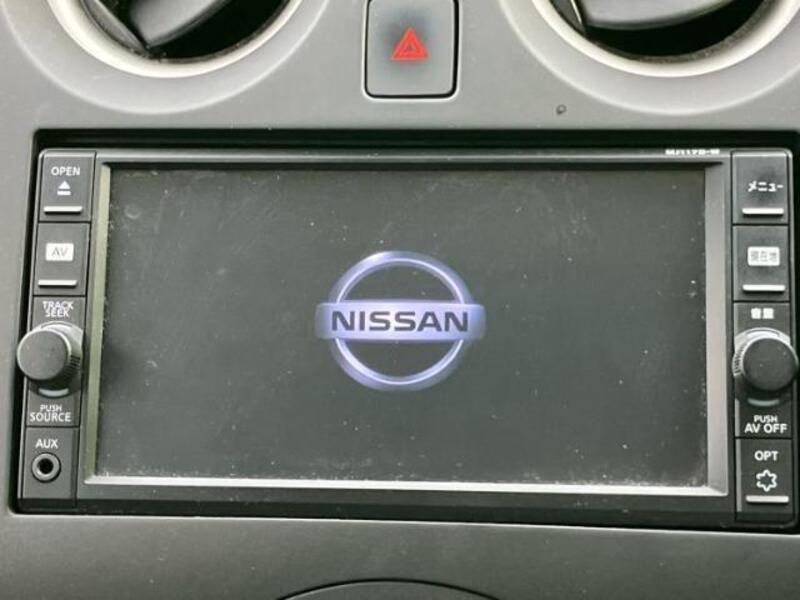 OPEN
AV
TRACK
SEEK
PUSH
SOURCE
AUX
NISSAN
メニュー
現在地
音量
PUSH
AV OFF
OPT